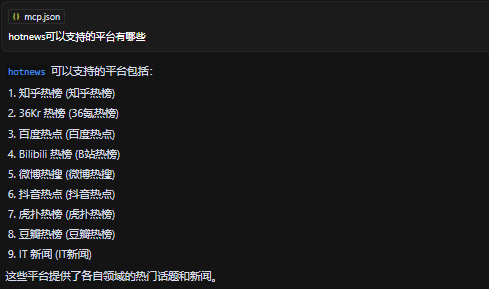 mcp.json
hotnews可以支持的平台有哪些
hotnews 可以支持的平台包括：
1. 知乎热榜 (知乎热榜)
2. 36Kr 热榜 (36氪热榜)
3. 百度热点 (百度热点)
4. Bilibili 热榜 (B站热榜)
5. 微博热搜 (微博热搜)
6. 抖音热点 (抖音热点)
7. 虎扑热榜 (虎扑热榜)
8. 豆瓣热榜 (豆瓣热榜)
9. IT 新闻 (IT新闻)
这些平台提供了各自领域的热门话题和新闻。